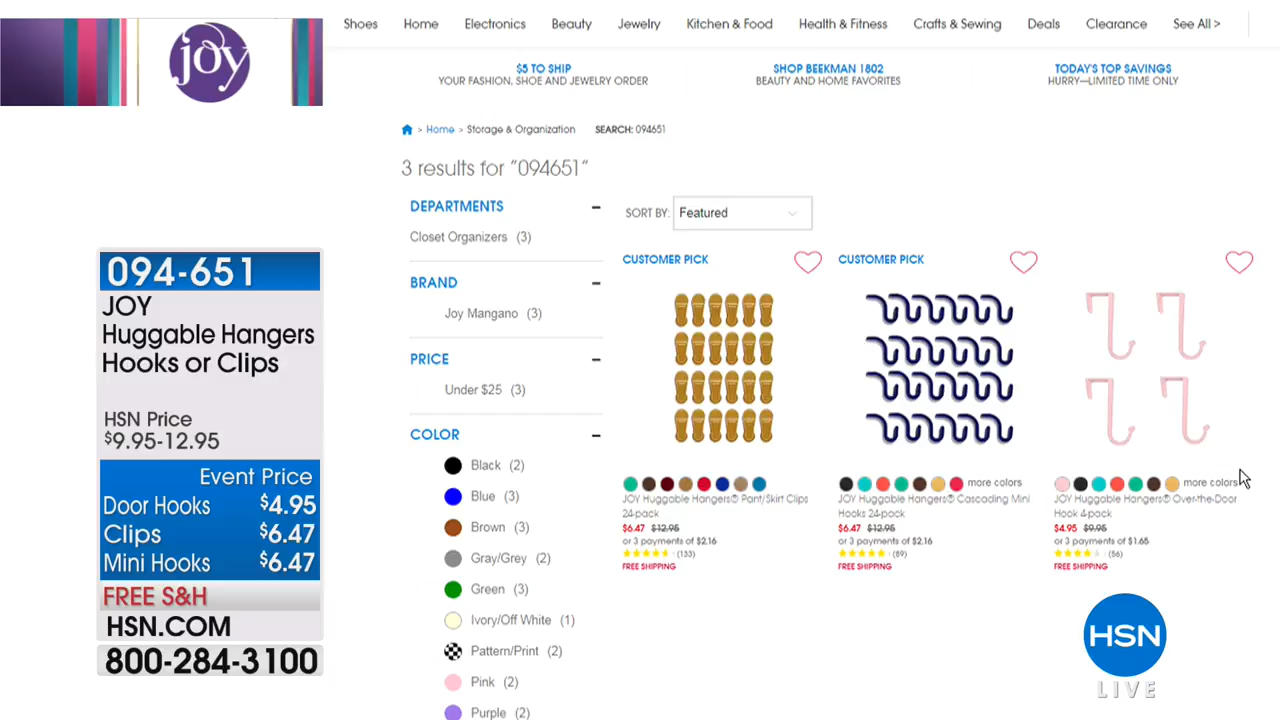 joy
Shoes Home Electronics Beauty Jewelry Kitchen & Food Health & Fitness Crafts & Sewing Deals Clearance See All >
$5 TO SHIP
YOUR FASHION, SHOE AND JEWELRY ORDER
SHOP BEEKMAN 1802
BEAUTY AND HOME FAVORITES
TODAY'S TOP SAVINGS
HURRY—LIMITED TIME ONLY
> Home > Storage & Organization SEARCH: 094651
3 results for "094651"
DEPARTMENTS
Closet Organizers (3)
BRAND
Joy Mangano (3)
PRICE
Under $25 (3)
COLOR
Black (2)
Blue (3)
Brown (3)
Gray/Grey (2)
Green (3)
Ivory/Off White (1)
Pattern/Print (2)
Pink (2)
Purple (2)
SORT BY: Featured
CUSTOMER PICK
more colors
JOY Huggable Hangers® Pant/Skirt Clips
24-pack
$6.47 $12.95
or 3 payments of $2.16
(133)
FREE SHIPPING
CUSTOMER PICK
more colors
JOY Huggable Hangers® Cascading Mini
Hooks 24-pack
$6.47 $12.95
or 3 payments of $2.16
(89)
FREE SHIPPING
JOY Huggable Hangers® Over-the-Door
Hook 4-pack
$4.95 $9.95
or 3 payments of $1.65
(56)
FREE SHIPPING
094-651
JOY
Huggable Hangers
Hooks or Clips
HSN Price
$9.95-12.95
Event Price
Door Hooks $4.95
Clips $6.47
Mini Hooks $6.47
FREE S&H
HSN.COM
800-284-3100
HSN
LIVE